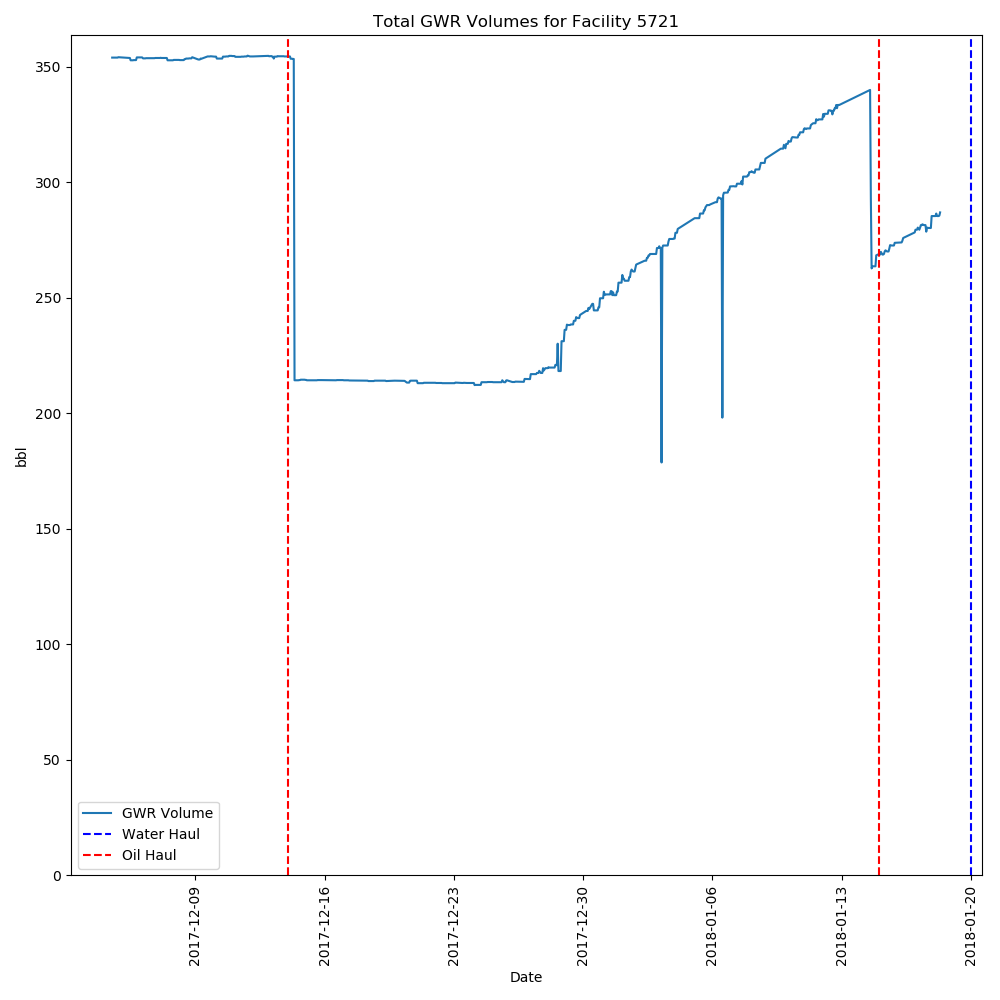 Total GWR Volumes for Facility 5721
350
300
250
200
150
100
50
0
bbl
GWR Volume
Water Haul
Oil Haul
2017-12-09
2017-12-16
2017-12-23
2017-12-30
2018-01-06
2018-01-13
2018-01-20
Date